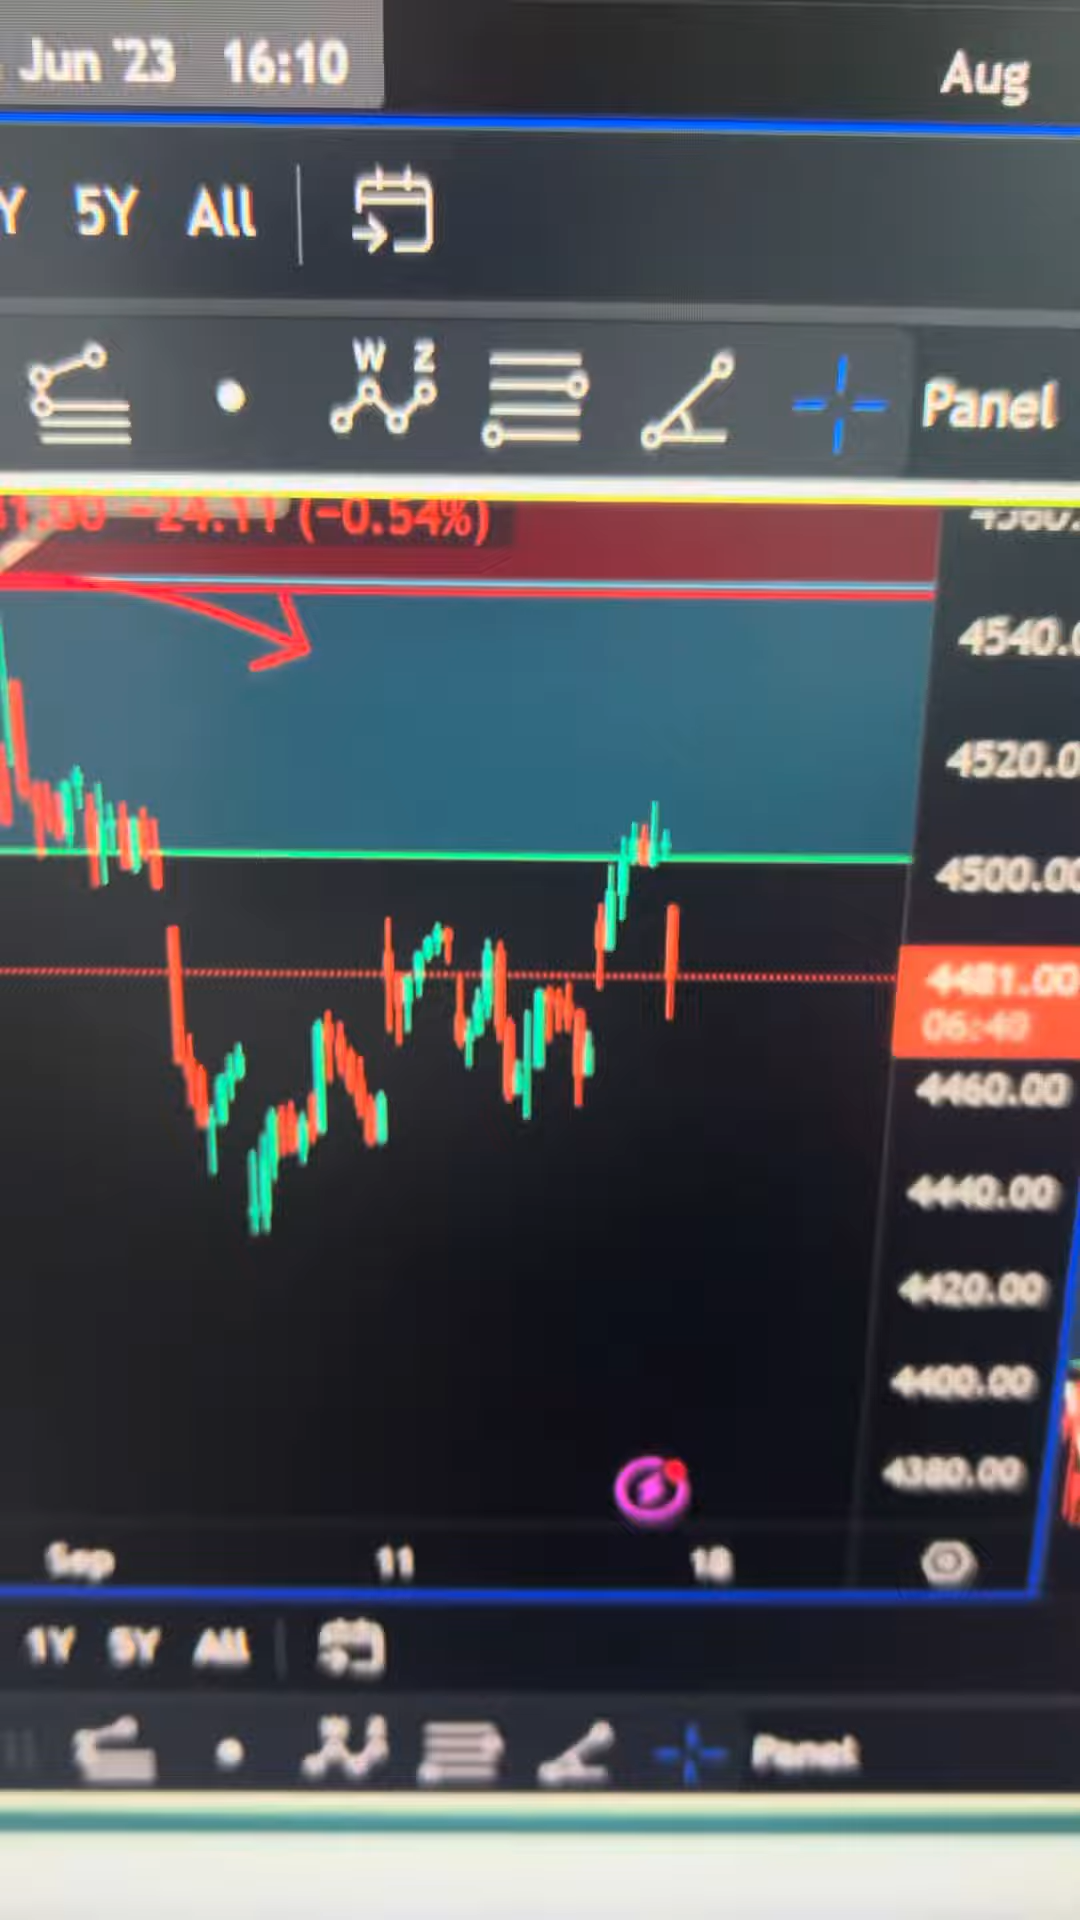 Jun '23 16:10
Aug
Y 5Y All
W Z
Panel
-24.11 (-0.54%)
4540.0
4520.0
4500.00
4481.00
06:40
4460.00
4440.00
4420.00
4400.00
4380.00
Sep 11 18
1Y 5Y All
Panel